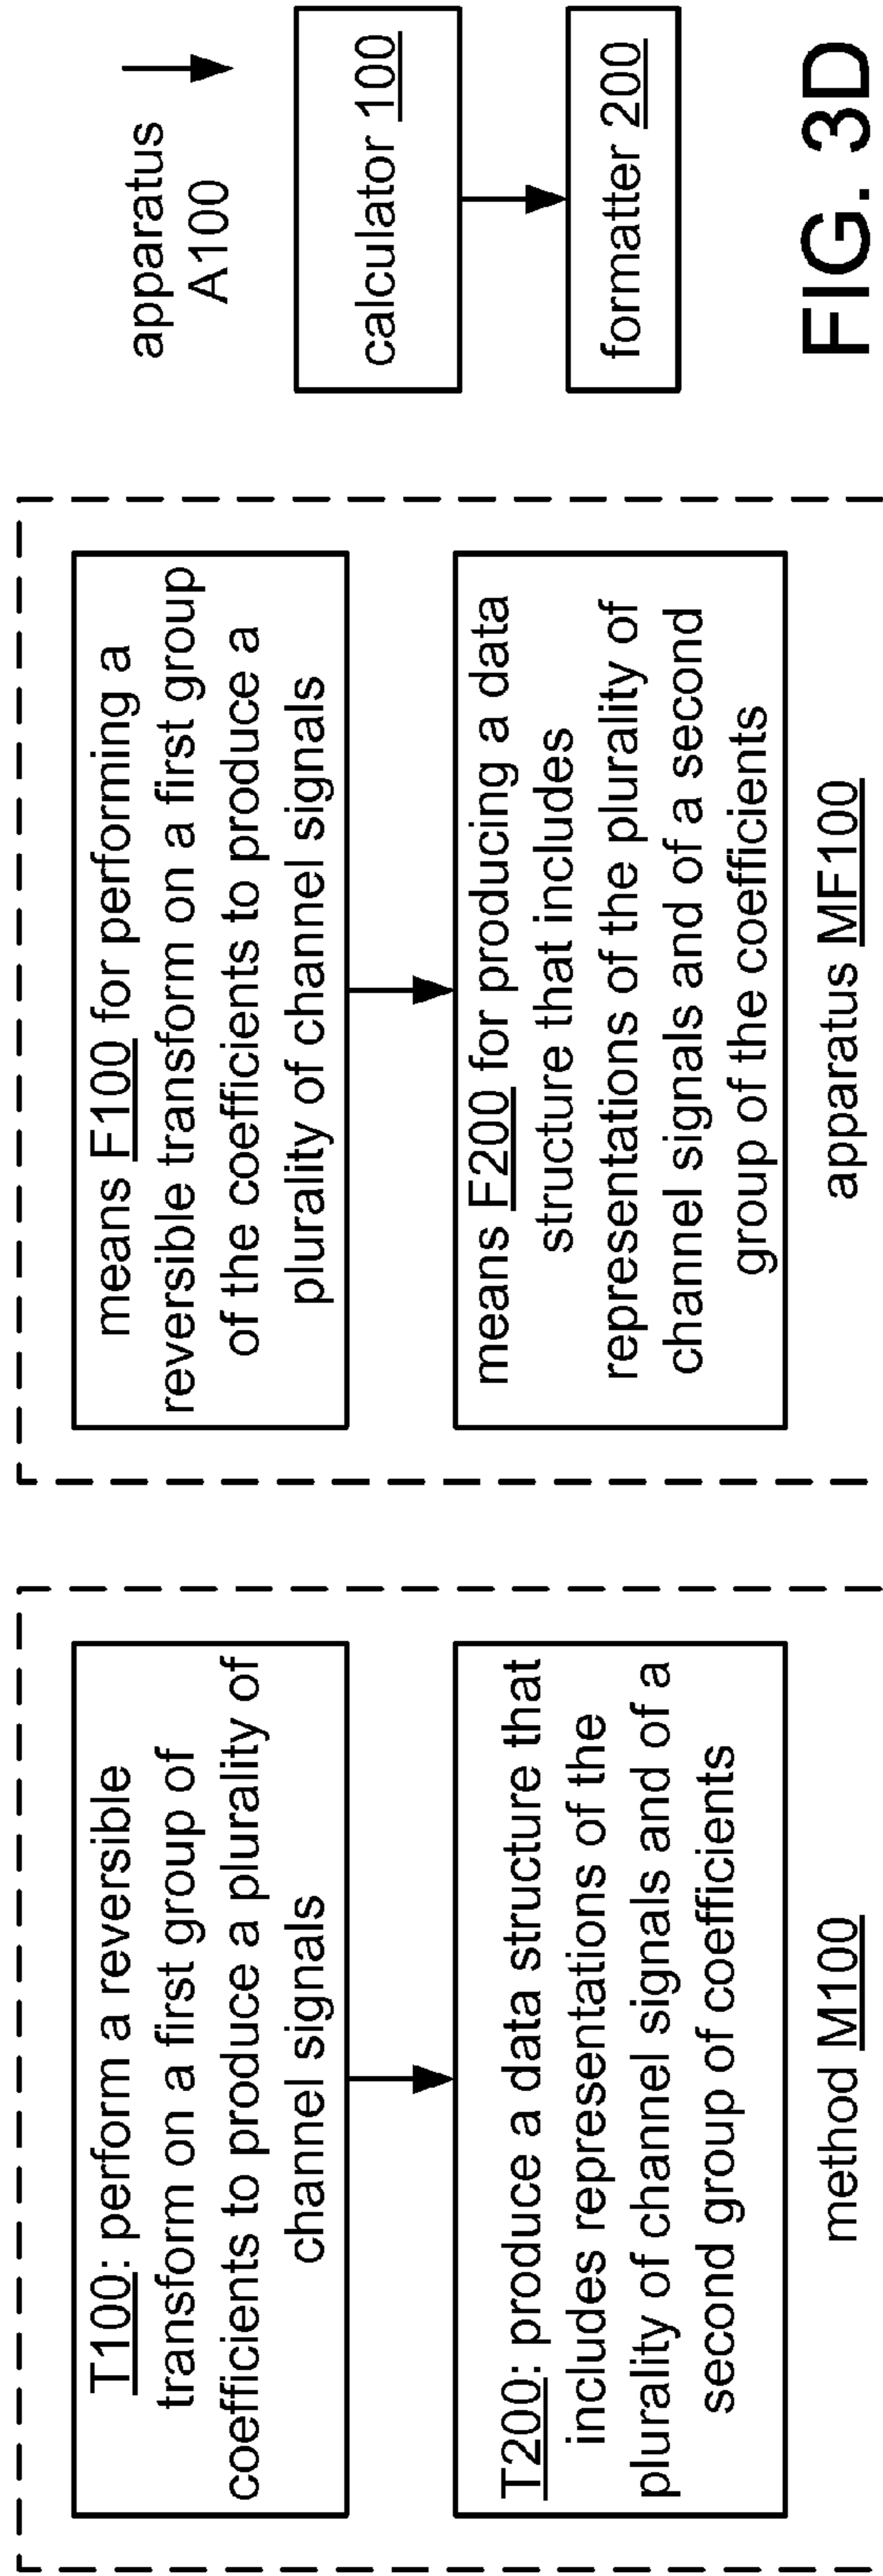 T100: perform a reversible
transform on a first group of
coefficients to produce a plurality of
channel signals
T200: produce a data structure that
includes representations of the
plurality of channel signals and of a
second group of coefficients
method M100
means F100 for performing a
reversible transform on a first group
of the coefficients to produce a
plurality of channel signals
means F200 for producing a data
structure that includes
representations of the plurality of
channel signals and of a second
group of the coefficients
apparatus MF100
apparatus
A100
calculator 100
formatter 200
FIG. 3D